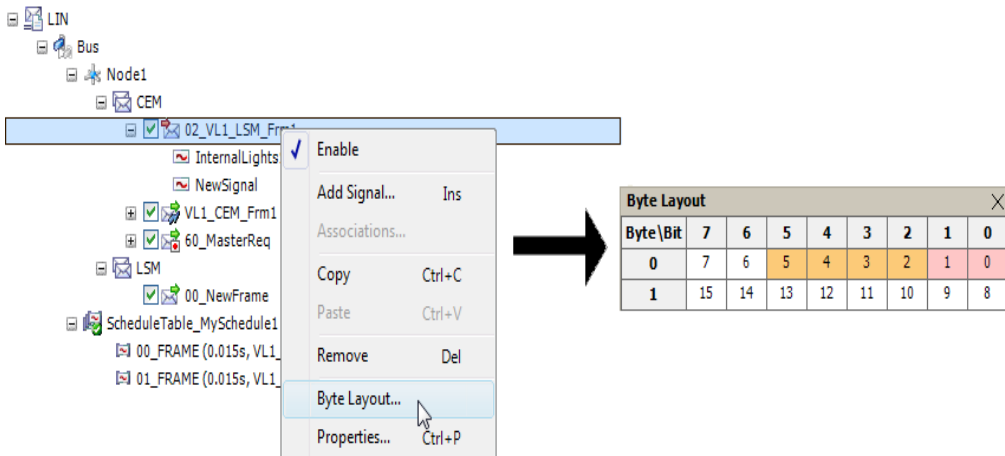 LIN
Bus
Node1
CEM
02_VL1_LSM_Frm1
InternalLights
NewSignal
VL1_CEM_Frm1
60_MasterReq
LSM
00_NewFrame
ScheduleTable_MySchedule1
00_FRAME (0.015s, VL1_
01_FRAME (0.015s, VL1_
Enable
Add Signal... Ins
Associations...
Copy Ctrl+C
Paste Ctrl+V
Remove Del
Byte Layout...
Properties... Ctrl+P
Byte Layout X
Byte\Bit 7 6 5 4 3 2 1 0
0 7 6 5 4 3 2 1 0
1 15 14 13 12 11 10 9 8